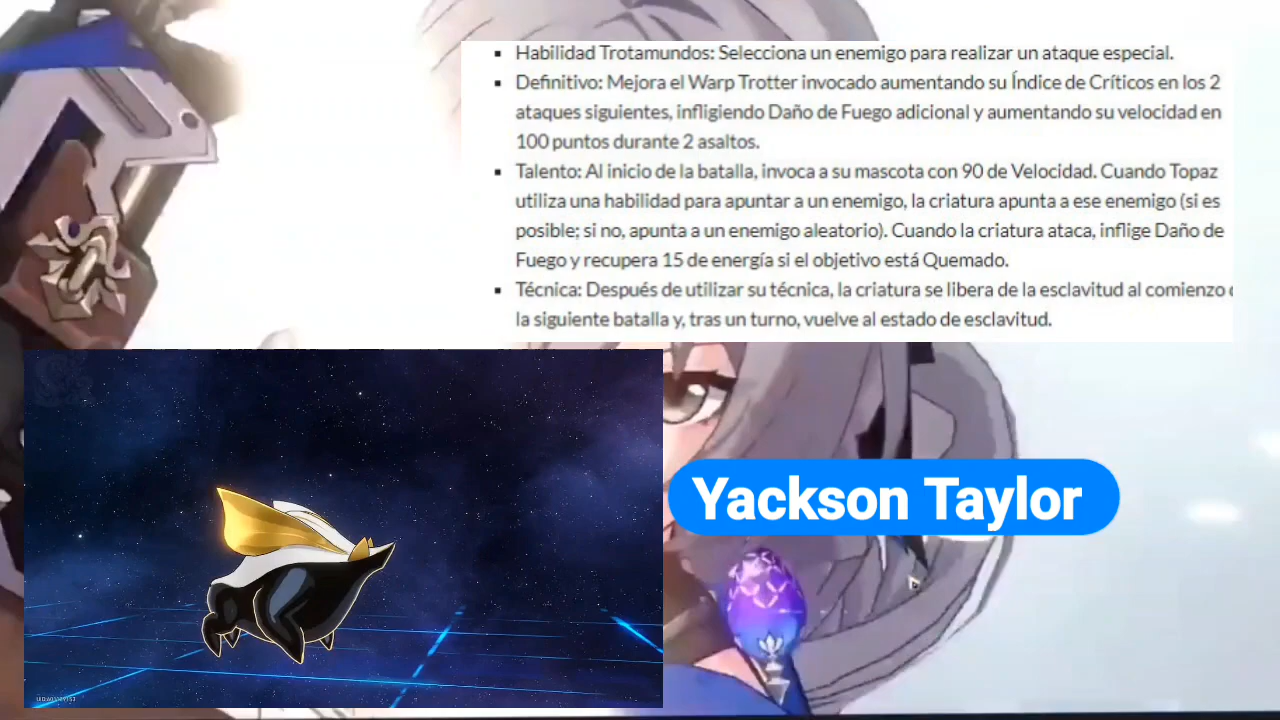 Habilidad Trotamundos: Selecciona un enemigo para realizar un ataque especial.
Definitivo: Mejora el Warp Trotter invocado aumentando su Índice de Críticos en los 2
ataques siguientes, infligiendo Daño de Fuego adicional y aumentando su velocidad en
100 puntos durante 2 asaltos.
Talento: Al inicio de la batalla, invoca a su mascota con 90 de Velocidad. Cuando Topaz
utiliza una habilidad para apuntar a un enemigo, la criatura apunta a ese enemigo (si es
posible; si no, apunta a un enemigo aleatorio). Cuando la criatura ataca, inflige Daño de
Fuego y recupera 15 de energía si el objetivo está Quemado.
Técnica: Después de utilizar su técnica, la criatura se libera de la esclavitud al comienzo
la siguiente batalla y, tras un turno, vuelve al estado de esclavitud.
Yackson Taylor